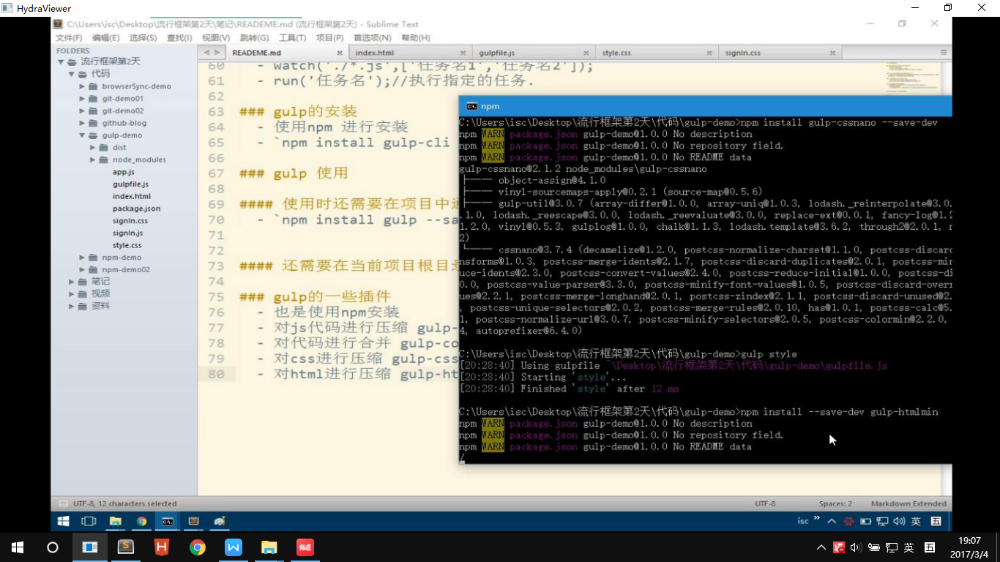 HydraViewer
C:\Users\isc\Desktop\流行框架第2天\笔记\READEME.md (流行框架第2天) - Sublime Text
文件(F) 编辑(E) 选择(S) 查找(I) 视图(V) 跳转(G) 工具(T) 项目(P) 首选项(N) 帮助(H)
FOLDERS
流行框架第2天
代码
browserSync-demo
git-demo01
git-demo02
github-blog
gulp-demo
dist
node_modules
app.js
gulpfile.js
index.html
package.json
signIn.css
signIn.js
style.css
npm-demo
npm-demo02
笔记
视频
资料
READEME.md index.html gulpfile.js style.css signIn.css
60 - watch('./*.js',['任务名1','任务名2']);
61 - run('任务名');//执行指定的任务.
62
63 ### gulp的安装
64 - 使用npm 进行安装
65 - `npm install gulp-cli
66
67 ### gulp 使用
68
69 #### 使用时还需要在项目中
70 - `npm install gulp --sa
71
72
73 #### 还需要在当前项目根目
74
75 ### gulp的一些插件
76 - 也是使用npm安装
77 - 对js代码进行压缩 gulp-
78 - 对代码进行合并 gulp-co
79 - 对css进行压缩 gulp-css
80 - 对html进行压缩 gulp-ht
npm
C:\Users\isc\Desktop\流行框架第2天\代码\gulp-demo>npm install gulp-cssnano --save-dev
npm WARN package.json gulp-demo@1.0.0 No description
npm WARN package.json gulp-demo@1.0.0 No repository field.
npm WARN package.json gulp-demo@1.0.0 No README data
gulp-cssnano@2.1.2 node_modules\gulp-cssnano
├── object-assign@4.1.0
├── vinyl-sourcemaps-apply@0.2.1 (source-map@0.5.6)
├── gulp-util@3.0.7 (array-differ@1.0.0, array-uniq@1.0.3, lodash._reinterpolate@3.0.
.1.0, lodash._reescape@3.0.0, lodash._reevaluate@3.0.0, replace-ext@0.0.1, fancy-log@1.2
1.2.0, vinyl@0.5.3, gulplog@1.0.0, chalk@1.1.3, lodash.template@3.6.2, through2@2.0.1, 
2)
└── cssnano@3.7.4 (decamelize@1.2.0, postcss-normalize-charset@1.1.0, postcss-discard
nsforms@1.0.3, postcss-merge-idents@2.1.7, postcss-discard-duplicates@2.0.1, postcss-min
uce-idents@2.3.0, postcss-convert-values@2.4.0, postcss-reduce-initial@1.0.0, postcss-di
0.0, postcss-value-parser@3.3.0, postcss-minify-font-values@1.0.5, postcss-discard-overr
ues@2.2.1, postcss-merge-longhand@2.0.1, postcss-zindex@2.1.1, postcss-discard-unused@2.
, postcss-unique-selectors@2.0.2, postcss-merge-rules@2.0.10, has@1.0.1, postcss-calc@5.
1, postcss-normalize-url@3.0.7, postcss-minify-selectors@2.0.5, postcss-colormin@2.2.0,
4, autoprefixer@6.4.0)
C:\Users\isc\Desktop\流行框架第2天\代码\gulp-demo>gulp style
[20:28:40] Using gulpfile ~\Desktop\流行框架第2天\代码\gulp-demo\gulpfile.js
[20:28:40] Starting 'style'...
[20:28:40] Finished 'style' after 12 ms
C:\Users\isc\Desktop\流行框架第2天\代码\gulp-demo>npm install --save-dev gulp-htmlmin
npm WARN package.json gulp-demo@1.0.0 No description
npm WARN package.json gulp-demo@1.0.0 No repository field.
npm WARN package.json gulp-demo@1.0.0 No README data
/
UTF-8, 12 characters selected UTF-8 Spaces: 2 Markdown Extended
isc 英 五
英 五 19:07
2017/3/4